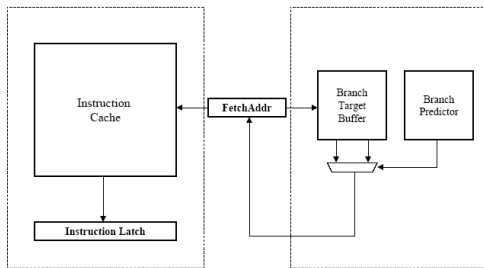 Instruction
Cache
FetchAddr
Branch
Target
Buffer
Branch
Predictor
Instruction Latch